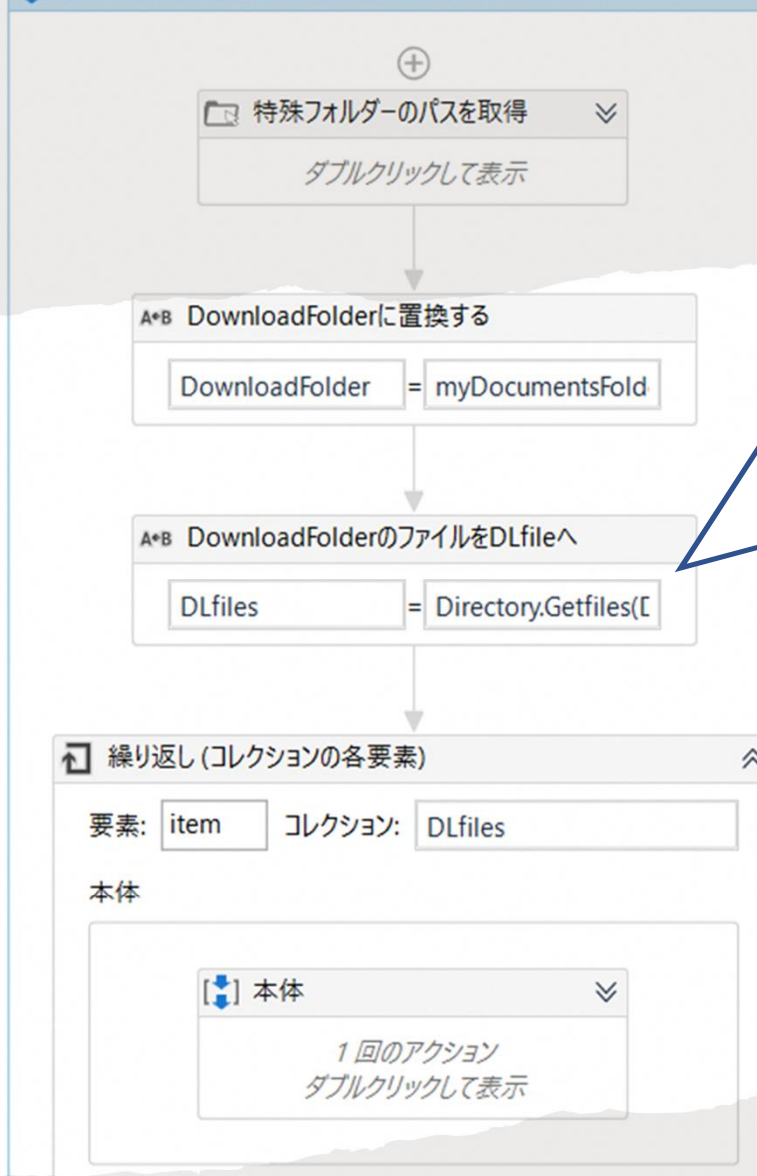 特殊フォルダーのパスを取得
ダブルクリックして表示
A B DownloadFolderに置換する
DownloadFolder = myDocumentsFold
A B DownloadFolderのファイルをDLfileへ
DLfiles = Directory.Getfiles(D
繰り返し (コレクションの各要素)
要素: item コレクション: DLfiles
本体
本体
1 回のアクション
ダブルクリックして表示